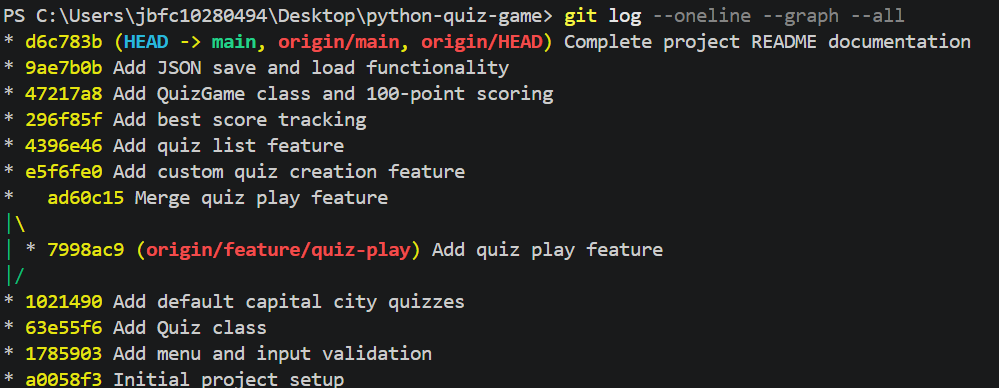 PS C:\Users\jbfc10280494\Desktop\python-quiz-game> git log --oneline --graph --all
* d6c783b (HEAD -> main, origin/main, origin/HEAD) Complete project README documentation
* 9ae7b0b Add JSON save and load functionality
* 47217a8 Add QuizGame class and 100-point scoring
* 296f85f Add best score tracking
* 4396e46 Add quiz list feature
* e5f6fe0 Add custom quiz creation feature
*   ad60c15 Merge quiz play feature
|\
| * 7998ac9 (origin/feature/quiz-play) Add quiz play feature
|/
* 1021490 Add default capital city quizzes
* 63e55f6 Add Quiz class
* 1785903 Add menu and input validation
* a0058f3 Initial project setup